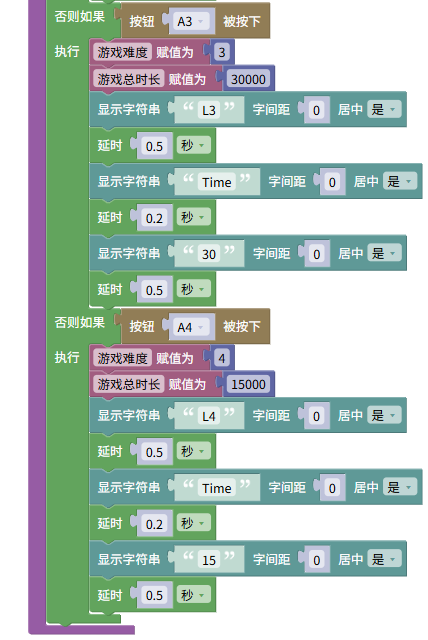 否则如果 按钮 A3 被按下
执行 游戏难度 赋值为 3
游戏总时长 赋值为 30000
显示字符串 “ L3 ” 字间距 0 居中 是
延时 0.5 秒
显示字符串 “ Time ” 字间距 0 居中 是
延时 0.2 秒
显示字符串 “ 30 ” 字间距 0 居中 是
延时 0.5 秒
否则如果 按钮 A4 被按下
执行 游戏难度 赋值为 4
游戏总时长 赋值为 15000
显示字符串 “ L4 ” 字间距 0 居中 是
延时 0.5 秒
显示字符串 “ Time ” 字间距 0 居中 是
延时 0.2 秒
显示字符串 “ 15 ” 字间距 0 居中 是
延时 0.5 秒